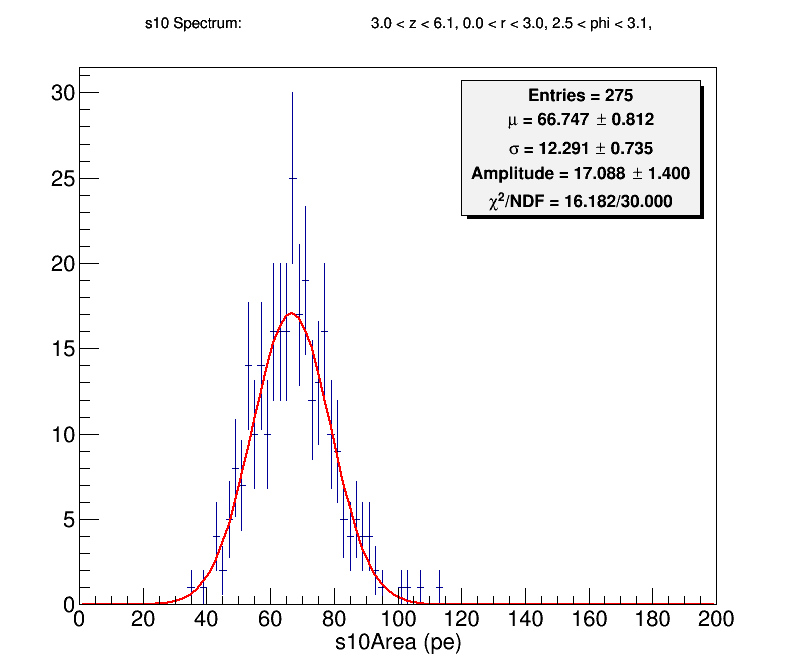 s10 Spectrum: 3.0 < z < 6.1, 0.0 < r < 3.0, 2.5 < phi < 3.1,
Entries = 275
μ = 66.747 ± 0.812
σ = 12.291 ± 0.735
Amplitude = 17.088 ± 1.400
χ²/NDF = 16.182/30.000
30
25
20
15
10
5
0
0 20 40 60 80 100 120 140 160 180 200
s10Area (pe)